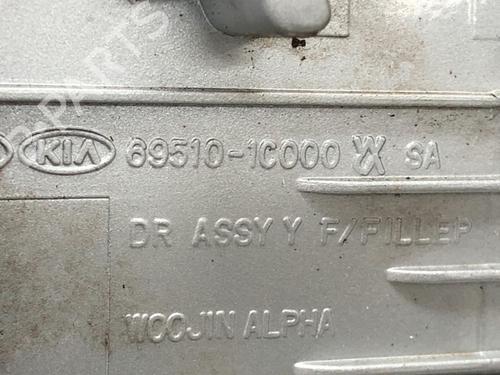 KIA 69510-1C000 SA
DR ASSY Y F/FILLEP
WOOJIN ALPHA